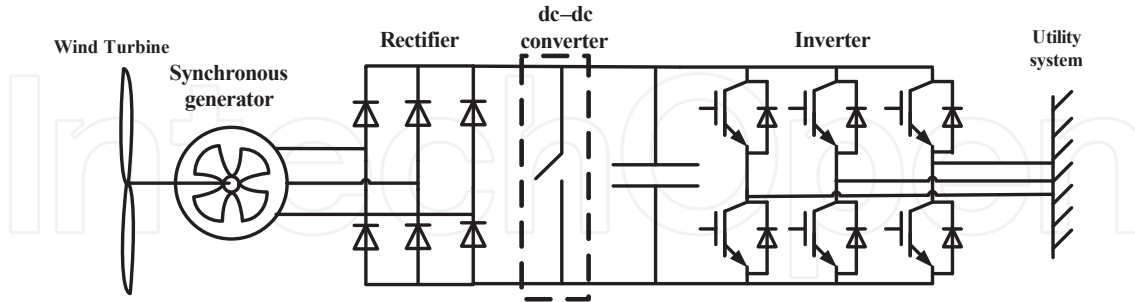 dc–dc
converter
Wind Turbine
Rectifier
Inverter
Utility
system
Synchronous
generator
IntechOpen